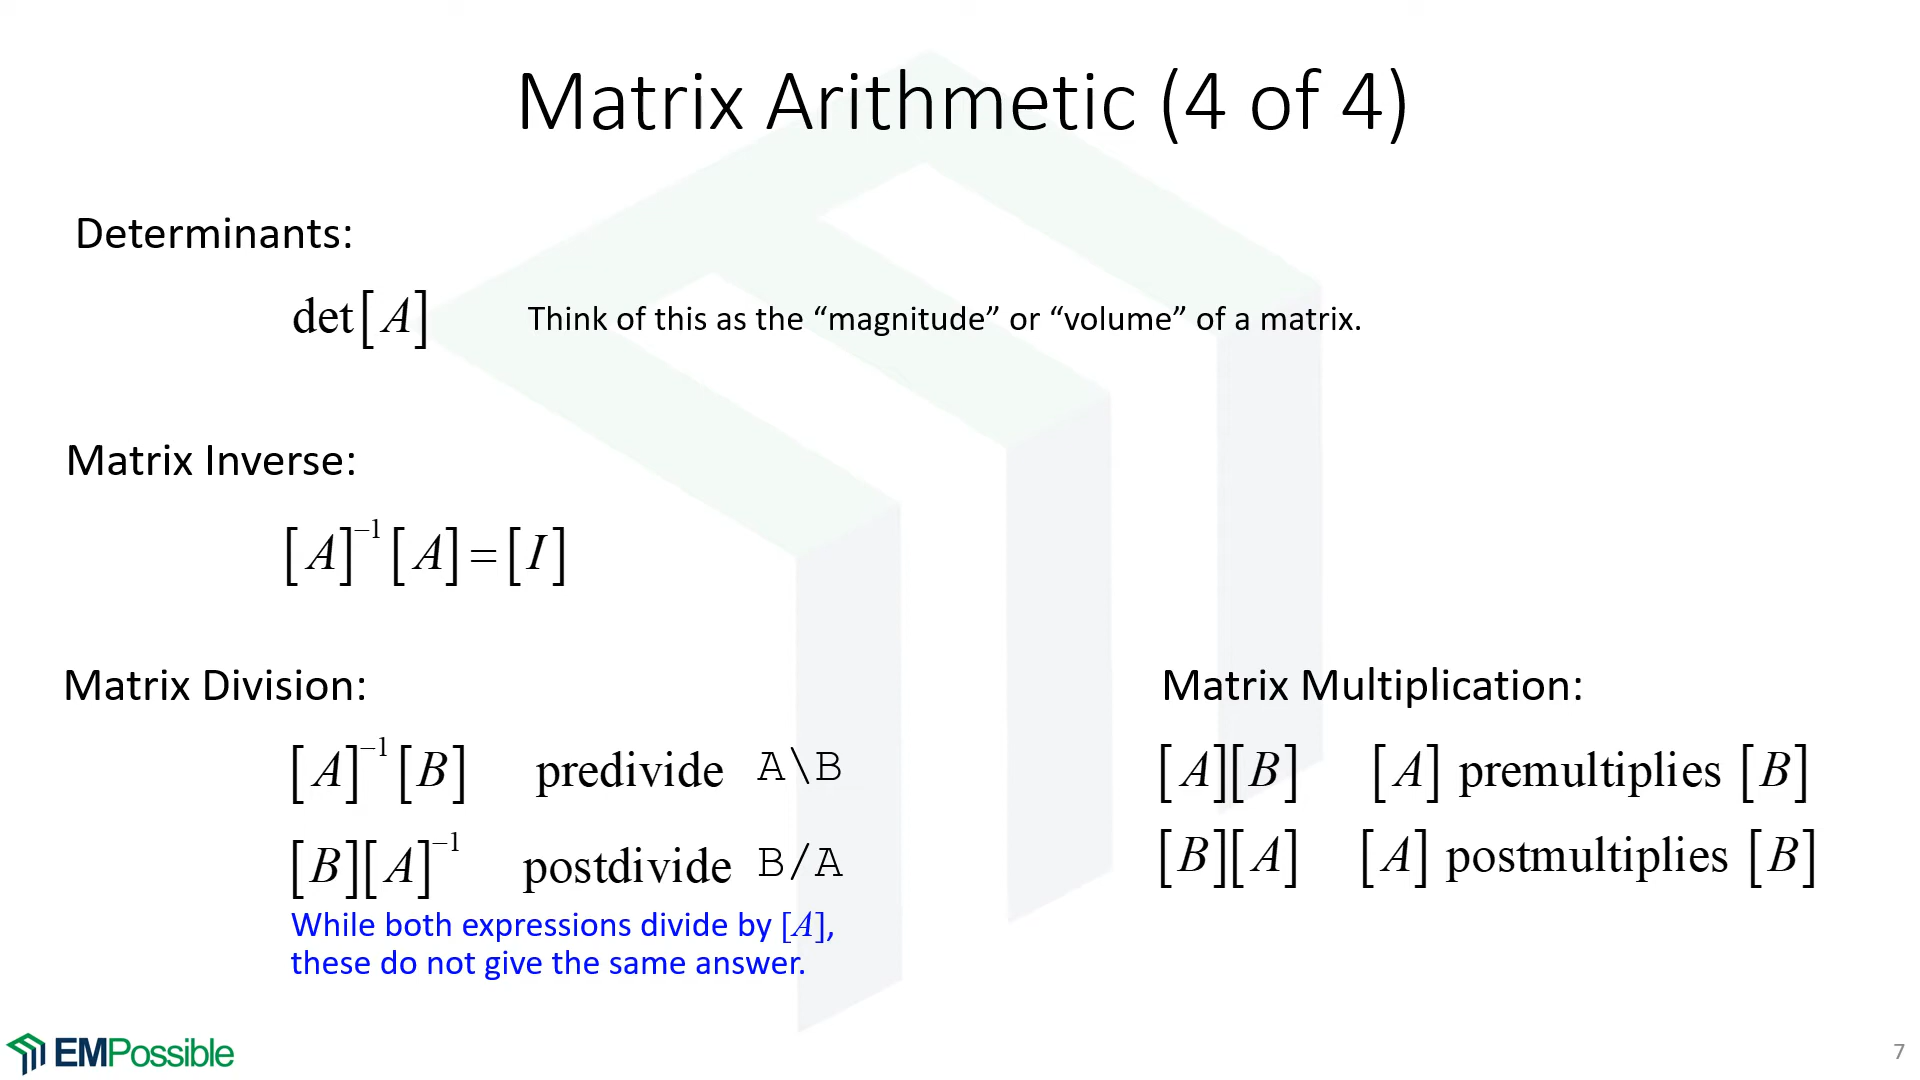 Matrix Arithmetic (4 of 4)
Determinants:
det[A] Think of this as the “magnitude” or “volume” of a matrix.
Matrix Inverse:
[A]⁻¹[A]=[I]
Matrix Division:
[A]⁻¹[B] predivide A\B
[B][A]⁻¹ postdivide B/A
While both expressions divide by [A],
these do not give the same answer.
Matrix Multiplication:
[A][B] [A] premultiplies [B]
[B][A] [A] postmultiplies [B]
EMPossible
7